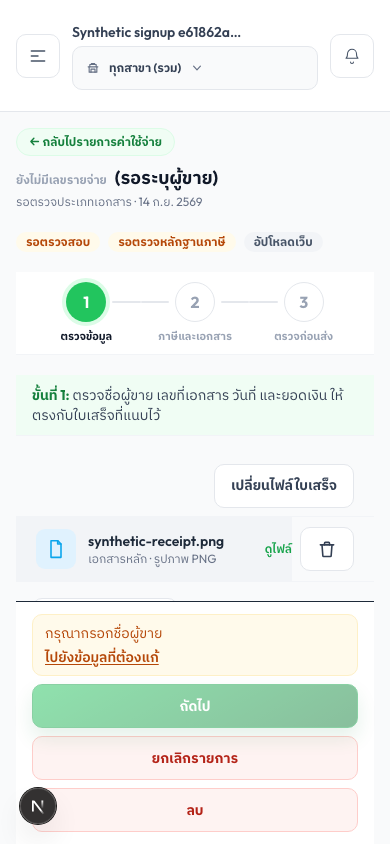 Synthetic signup e61862a...
ทุกสาขา (รวม)
← กลับไปรายการค่าใช้จ่าย
ยังไม่มีเลขรายจ่าย (รอระบุผู้ขาย)
รอตรวจประเภทเอกสาร · 14 ก.ย. 2569
รอตรวจสอบ รอตรวจหลักฐานภาษี อัปโหลดเว็บ
1 2 3
ตรวจข้อมูล ภาษีและเอกสาร ตรวจก่อนส่ง
ขั้นที่ 1: ตรวจชื่อผู้ขาย เลขที่เอกสาร วันที่ และยอดเงิน ให้
ตรงกับใบเสร็จที่แนบไว้
เปลี่ยนไฟล์ใบเสร็จ
synthetic-receipt.png
เอกสารหลัก · รูปภาพ PNG
ดูไฟล์
กรุณากรอกชื่อผู้ขาย
ไปยังข้อมูลที่ต้องแก้
ถัดไป
ยกเลิกรายการ
N
ลบ